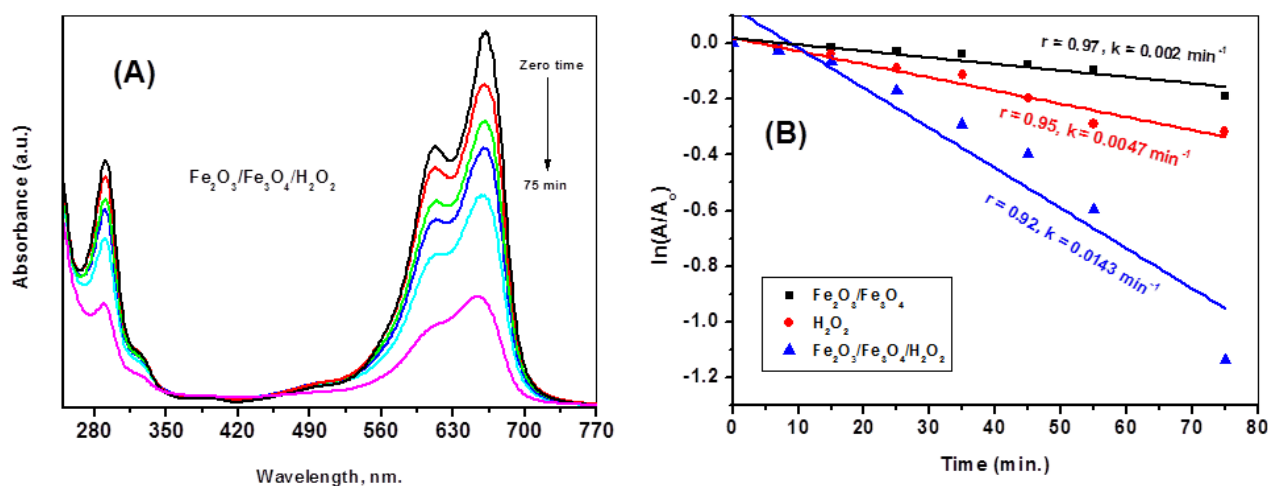 (A)
Zero time
Fe₂O₃/Fe₃O₄/H₂O₂
75 min
Absorbance (a.u.)
280 350 420 490 560 630 700 770
Wavelength, nm.
(B)
r = 0.97, k = 0.002 min⁻¹
r = 0.95, k = 0.0047 min⁻¹
r = 0.92, k = 0.0143 min⁻¹
ln(A/Aₒ)
0.0
-0.2
-0.4
-0.6
-0.8
-1.0
-1.2
Fe₂O₃/Fe₃O₄
H₂O₂
Fe₂O₃/Fe₃O₄/H₂O₂
0 10 20 30 40 50 60 70 80
Time (min.)